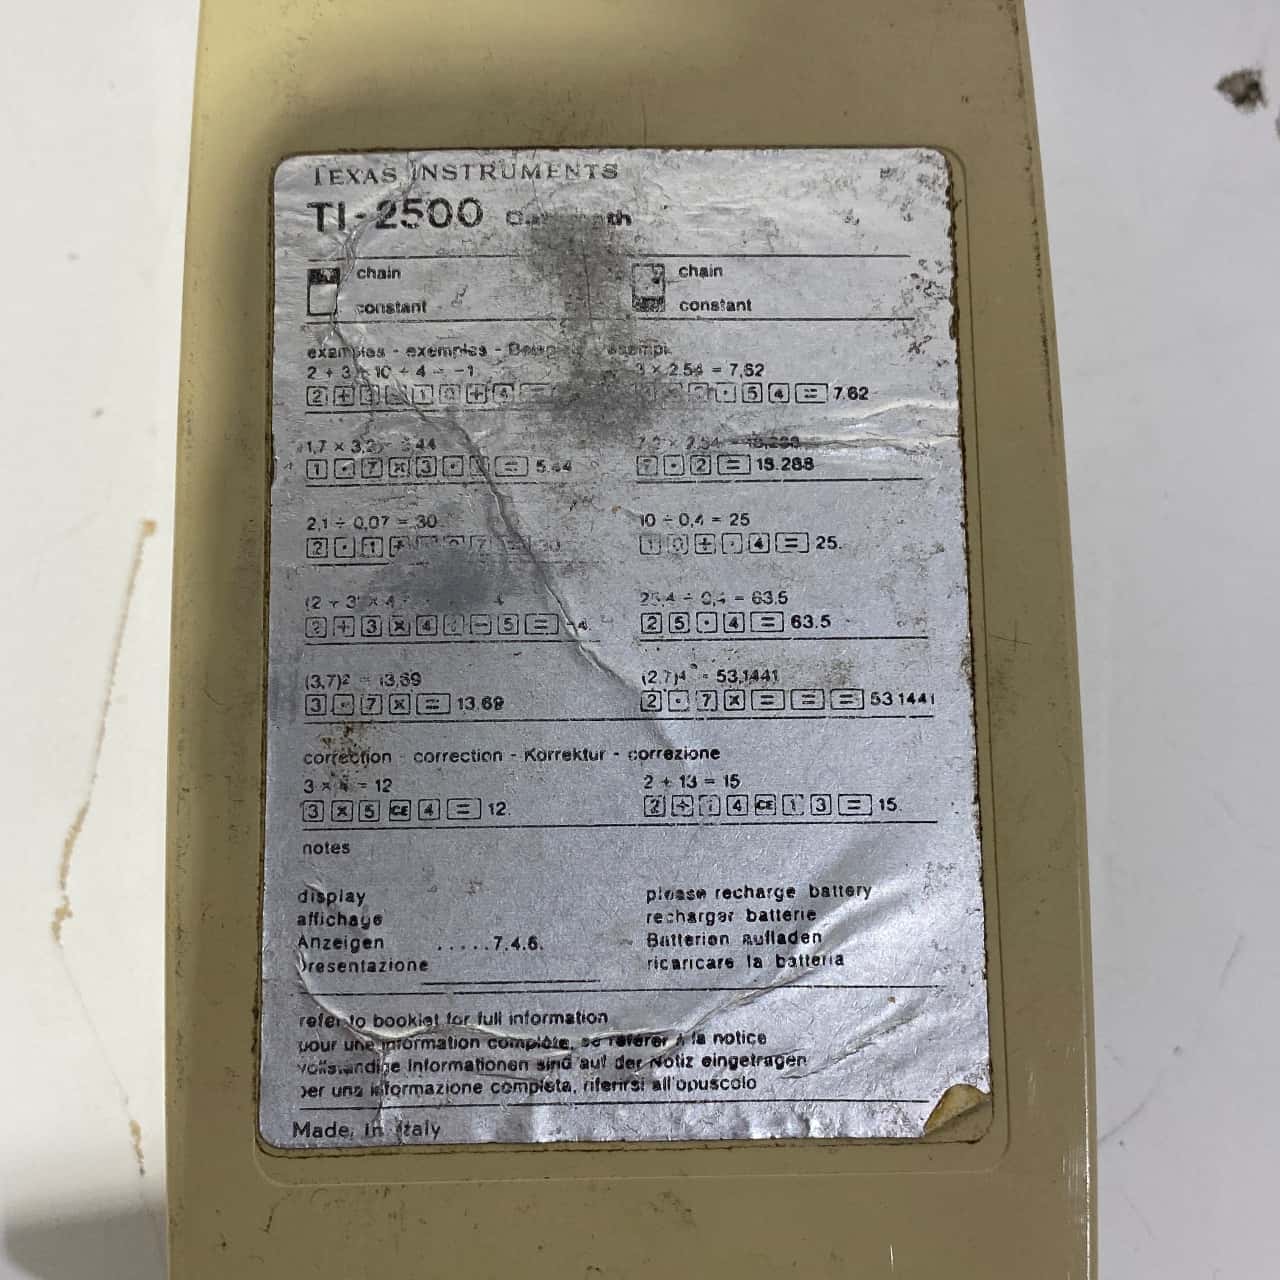 TEXAS INSTRUMENTS
TI-2500
chain
constant
chain
constant
examples - exemples -
3 × 2.54 = 7,62
5 4 = 7.62
1,7 ×
1 . 7 × 3 . = 5.44
7 . 2 = 18.288
2,1 ÷ 0,07 = 30
2 . 1
10 ÷ 0,4 = 25
1 0 ÷ . 4 = 25.
2 + 3 × 4 - 5 =
25,4 ÷ 0,4 = 63.5
2 5 . 4 = 63.5
(3,7)² = 13,69
3 . 7 × = 13.69
(2,7)⁴ = 53,1441
2 . 7 × = = = 53.1441
correction - correction - Korrektur - correzione
3 × 4 = 12
3 × 5 CE 4 = 12.
2 + 13 = 15
2 + 1 4 CE 1 3 = 15.
notes
display
affichage
Anzeigen .....7.4.6.
presentazione
please recharge battery
recharger batterie
Batterien aufladen
ricaricare la batteria
refer to booklet for full information
pour une information complète, se référer à la notice
vollständige Informationen sind auf der Notiz eingetragen
per una informazione completa, riferirsi all'opuscolo
Made in Italy